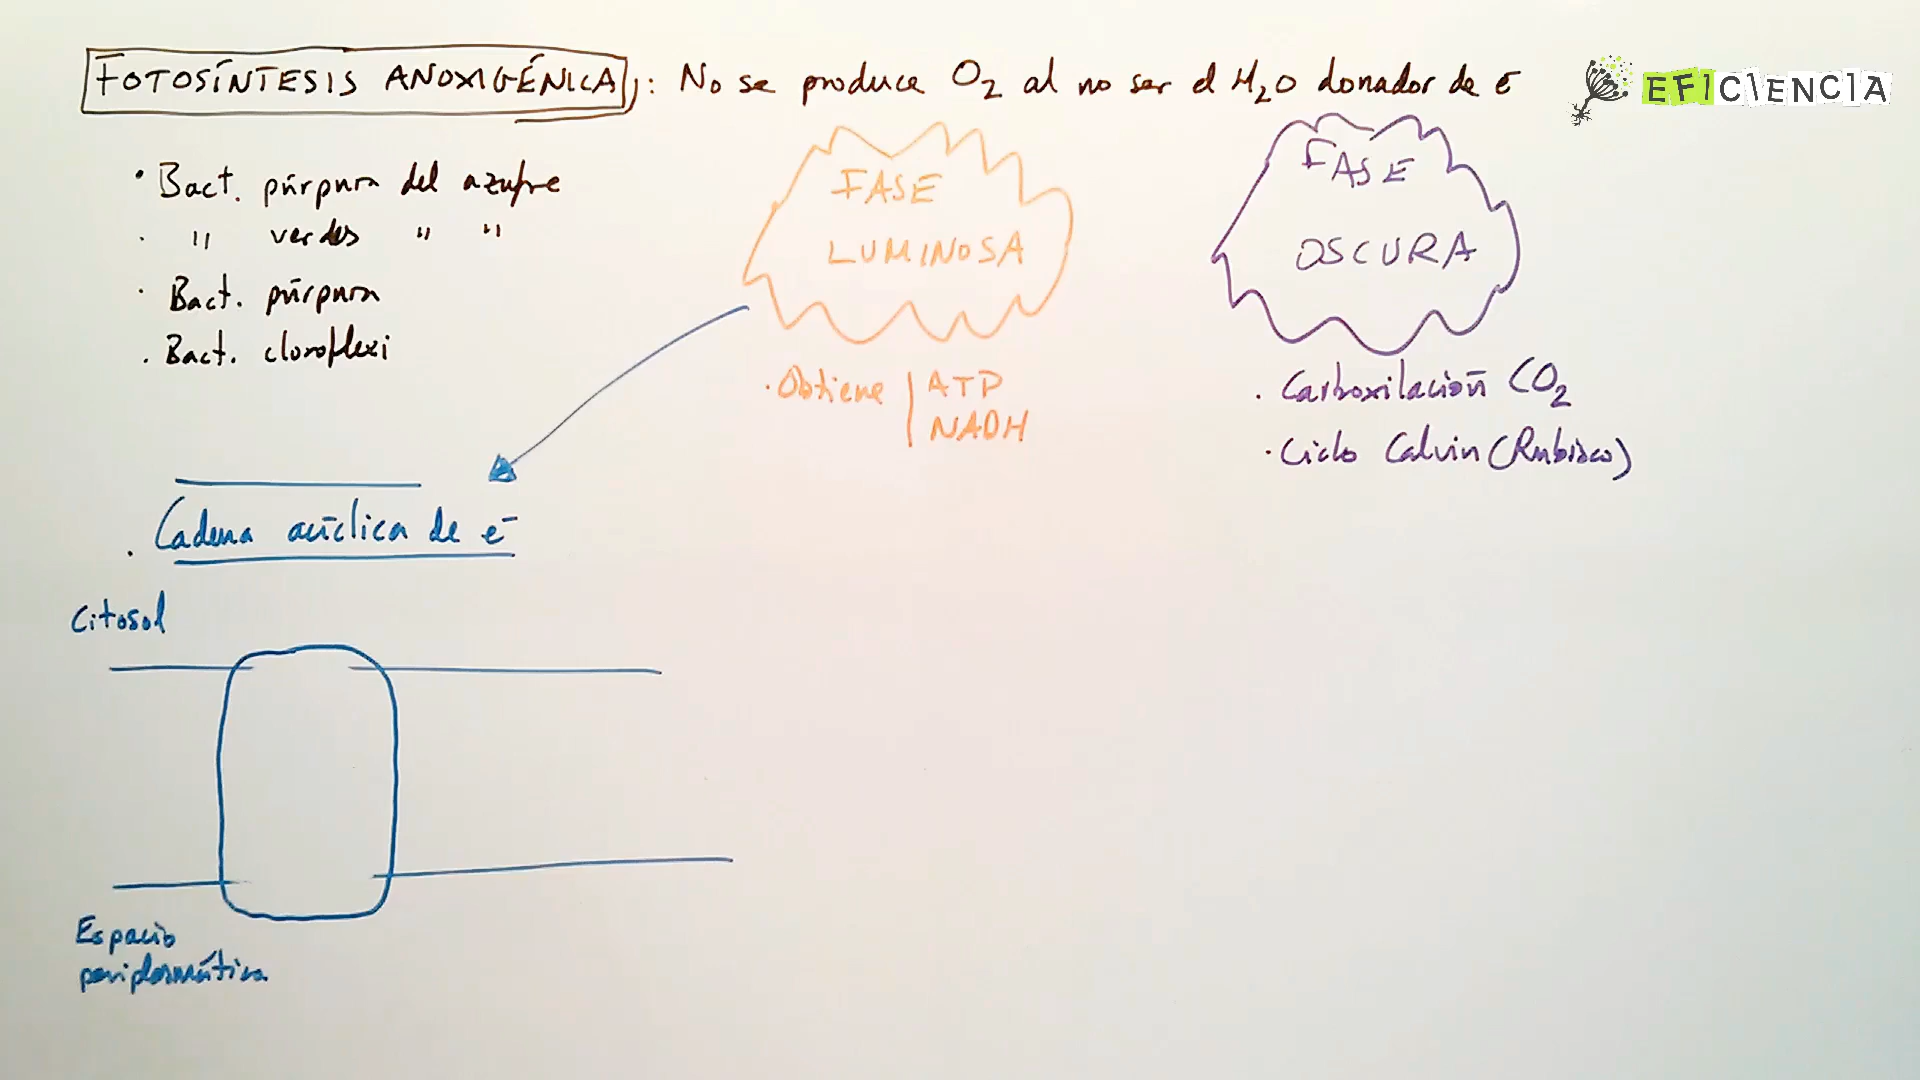 FOTOSÍNTESIS ANOXIGÉNICA: No se produce O₂ al no ser el H₂O donador de e⁻
EFICIENCIA
• Bact. púrpura del azufre
· " verdes " "
· Bact. púrpura
. Bact. cloroflexi
FASE
LUMINOSA
· Obtiene | ATP
NADH
FASE
OSCURA
· Carboxilación CO₂
· Ciclo Calvin (Rubisco)
. Cadena acíclica de e⁻
Citosol
Espacio
periplasmático